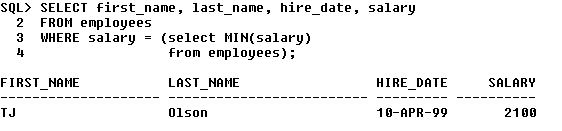 SQL> SELECT first_name, last_name, hire_date, salary
  2  FROM employees
  3  WHERE salary = (select MIN(salary)
  4                  from employees);
FIRST_NAME           LAST_NAME                 HIRE_DATE     SALARY
-------------------- ------------------------- --------- ----------
TJ                   Olson                     10-APR-99       2100